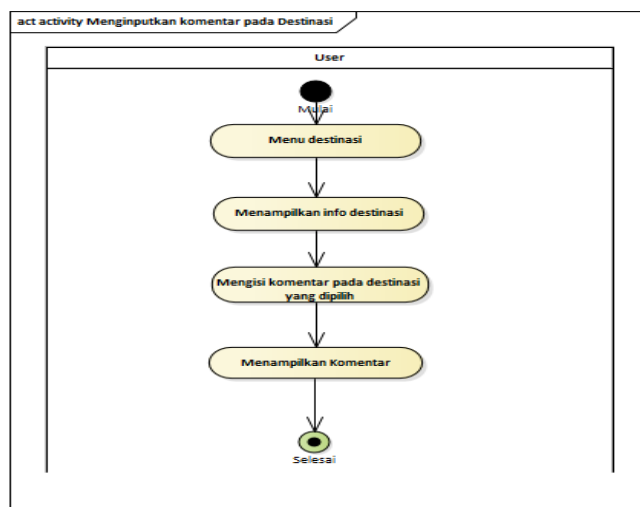 act activity Menginputkan komentar pada Destinasi
User
Mulai
Menu destinasi
Menampilkan info destinasi
Mengisi komentar pada destinasi
yang dipilih
Menampilkan Komentar
Selesai